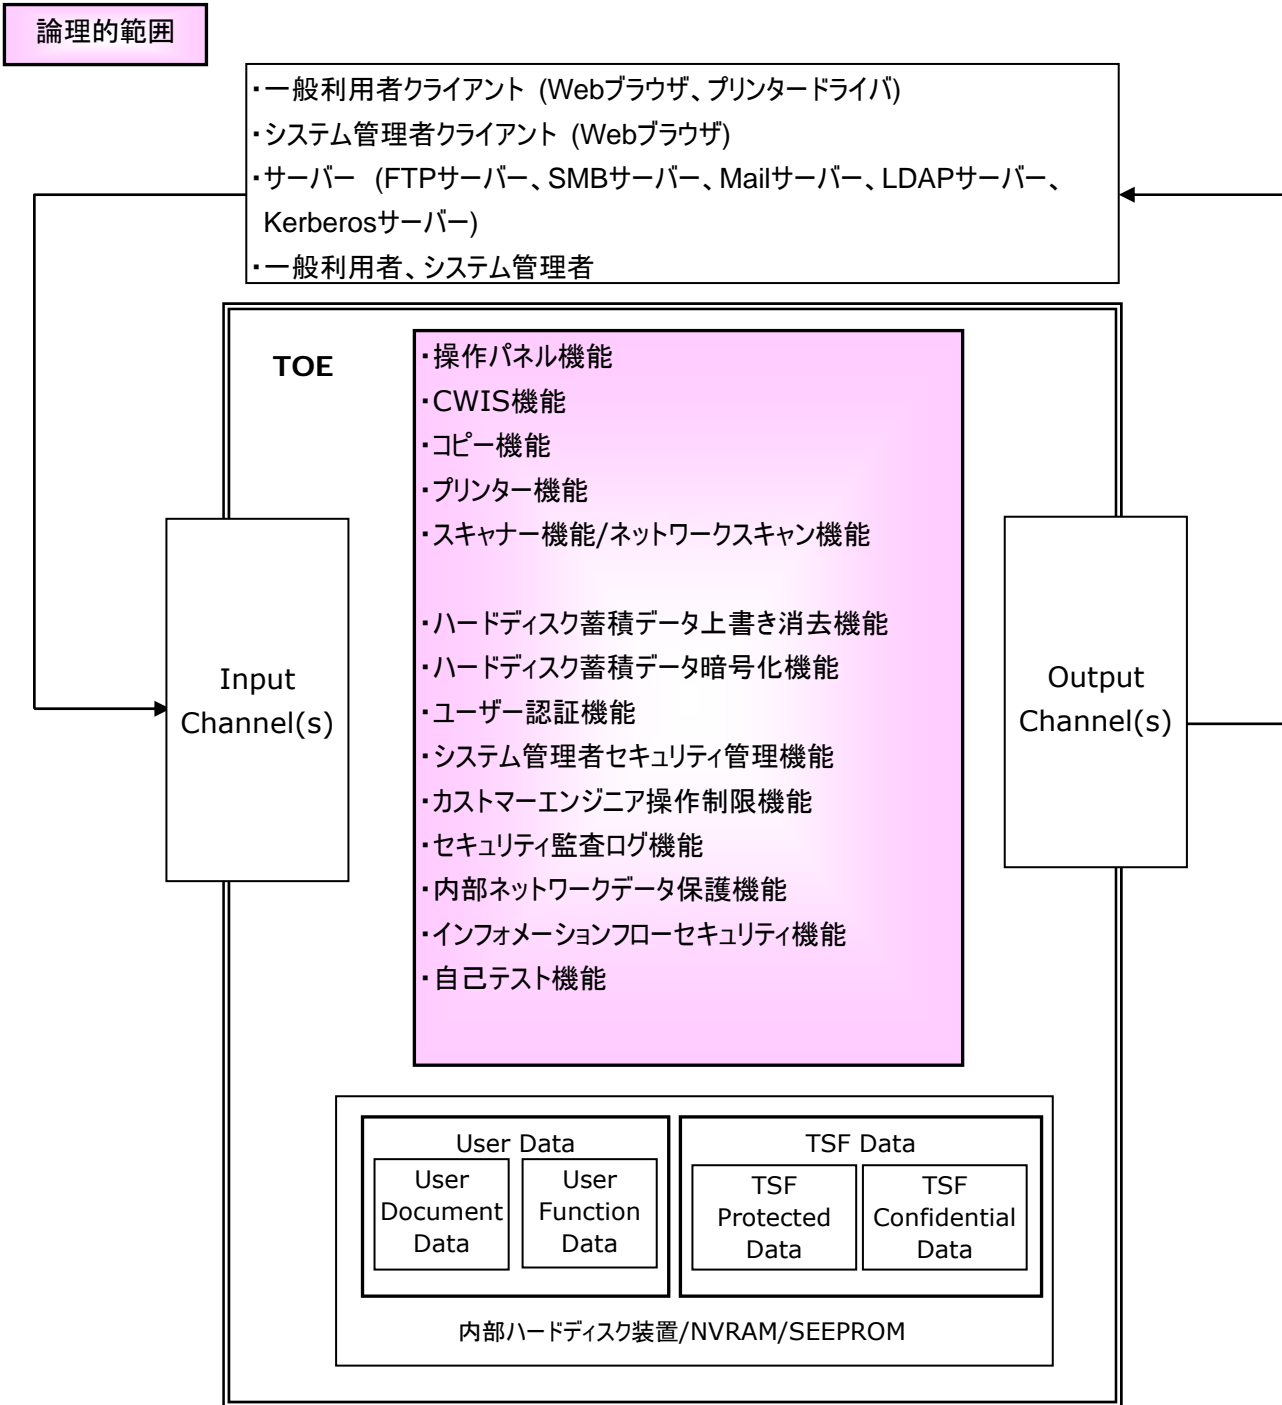 論理的範囲
・一般利用者クライアント (Webブラウザ、プリンタードライバ)
・システム管理者クライアント (Webブラウザ)
・サーバー (FTPサーバー、SMBサーバー、Mailサーバー、LDAPサーバー、
Kerberosサーバー)
・一般利用者、システム管理者
TOE
・操作パネル機能
・CWIS機能
・コピー機能
・プリンター機能
・スキャナー機能/ネットワークスキャン機能
・ハードディスク蓄積データ上書き消去機能
・ハードディスク蓄積データ暗号化機能
・ユーザー認証機能
・システム管理者セキュリティ管理機能
・カストマーエンジニア操作制限機能
・セキュリティ監査ログ機能
・内部ネットワークデータ保護機能
・インフォメーションフローセキュリティ機能
・自己テスト機能
Input
Channel(s)
Output
Channel(s)
User Data
User
Document
Data
User
Function
Data
TSF Data
TSF
Protected
Data
TSF
Confidential
Data
内部ハードディスク装置/NVRAM/SEEPROM